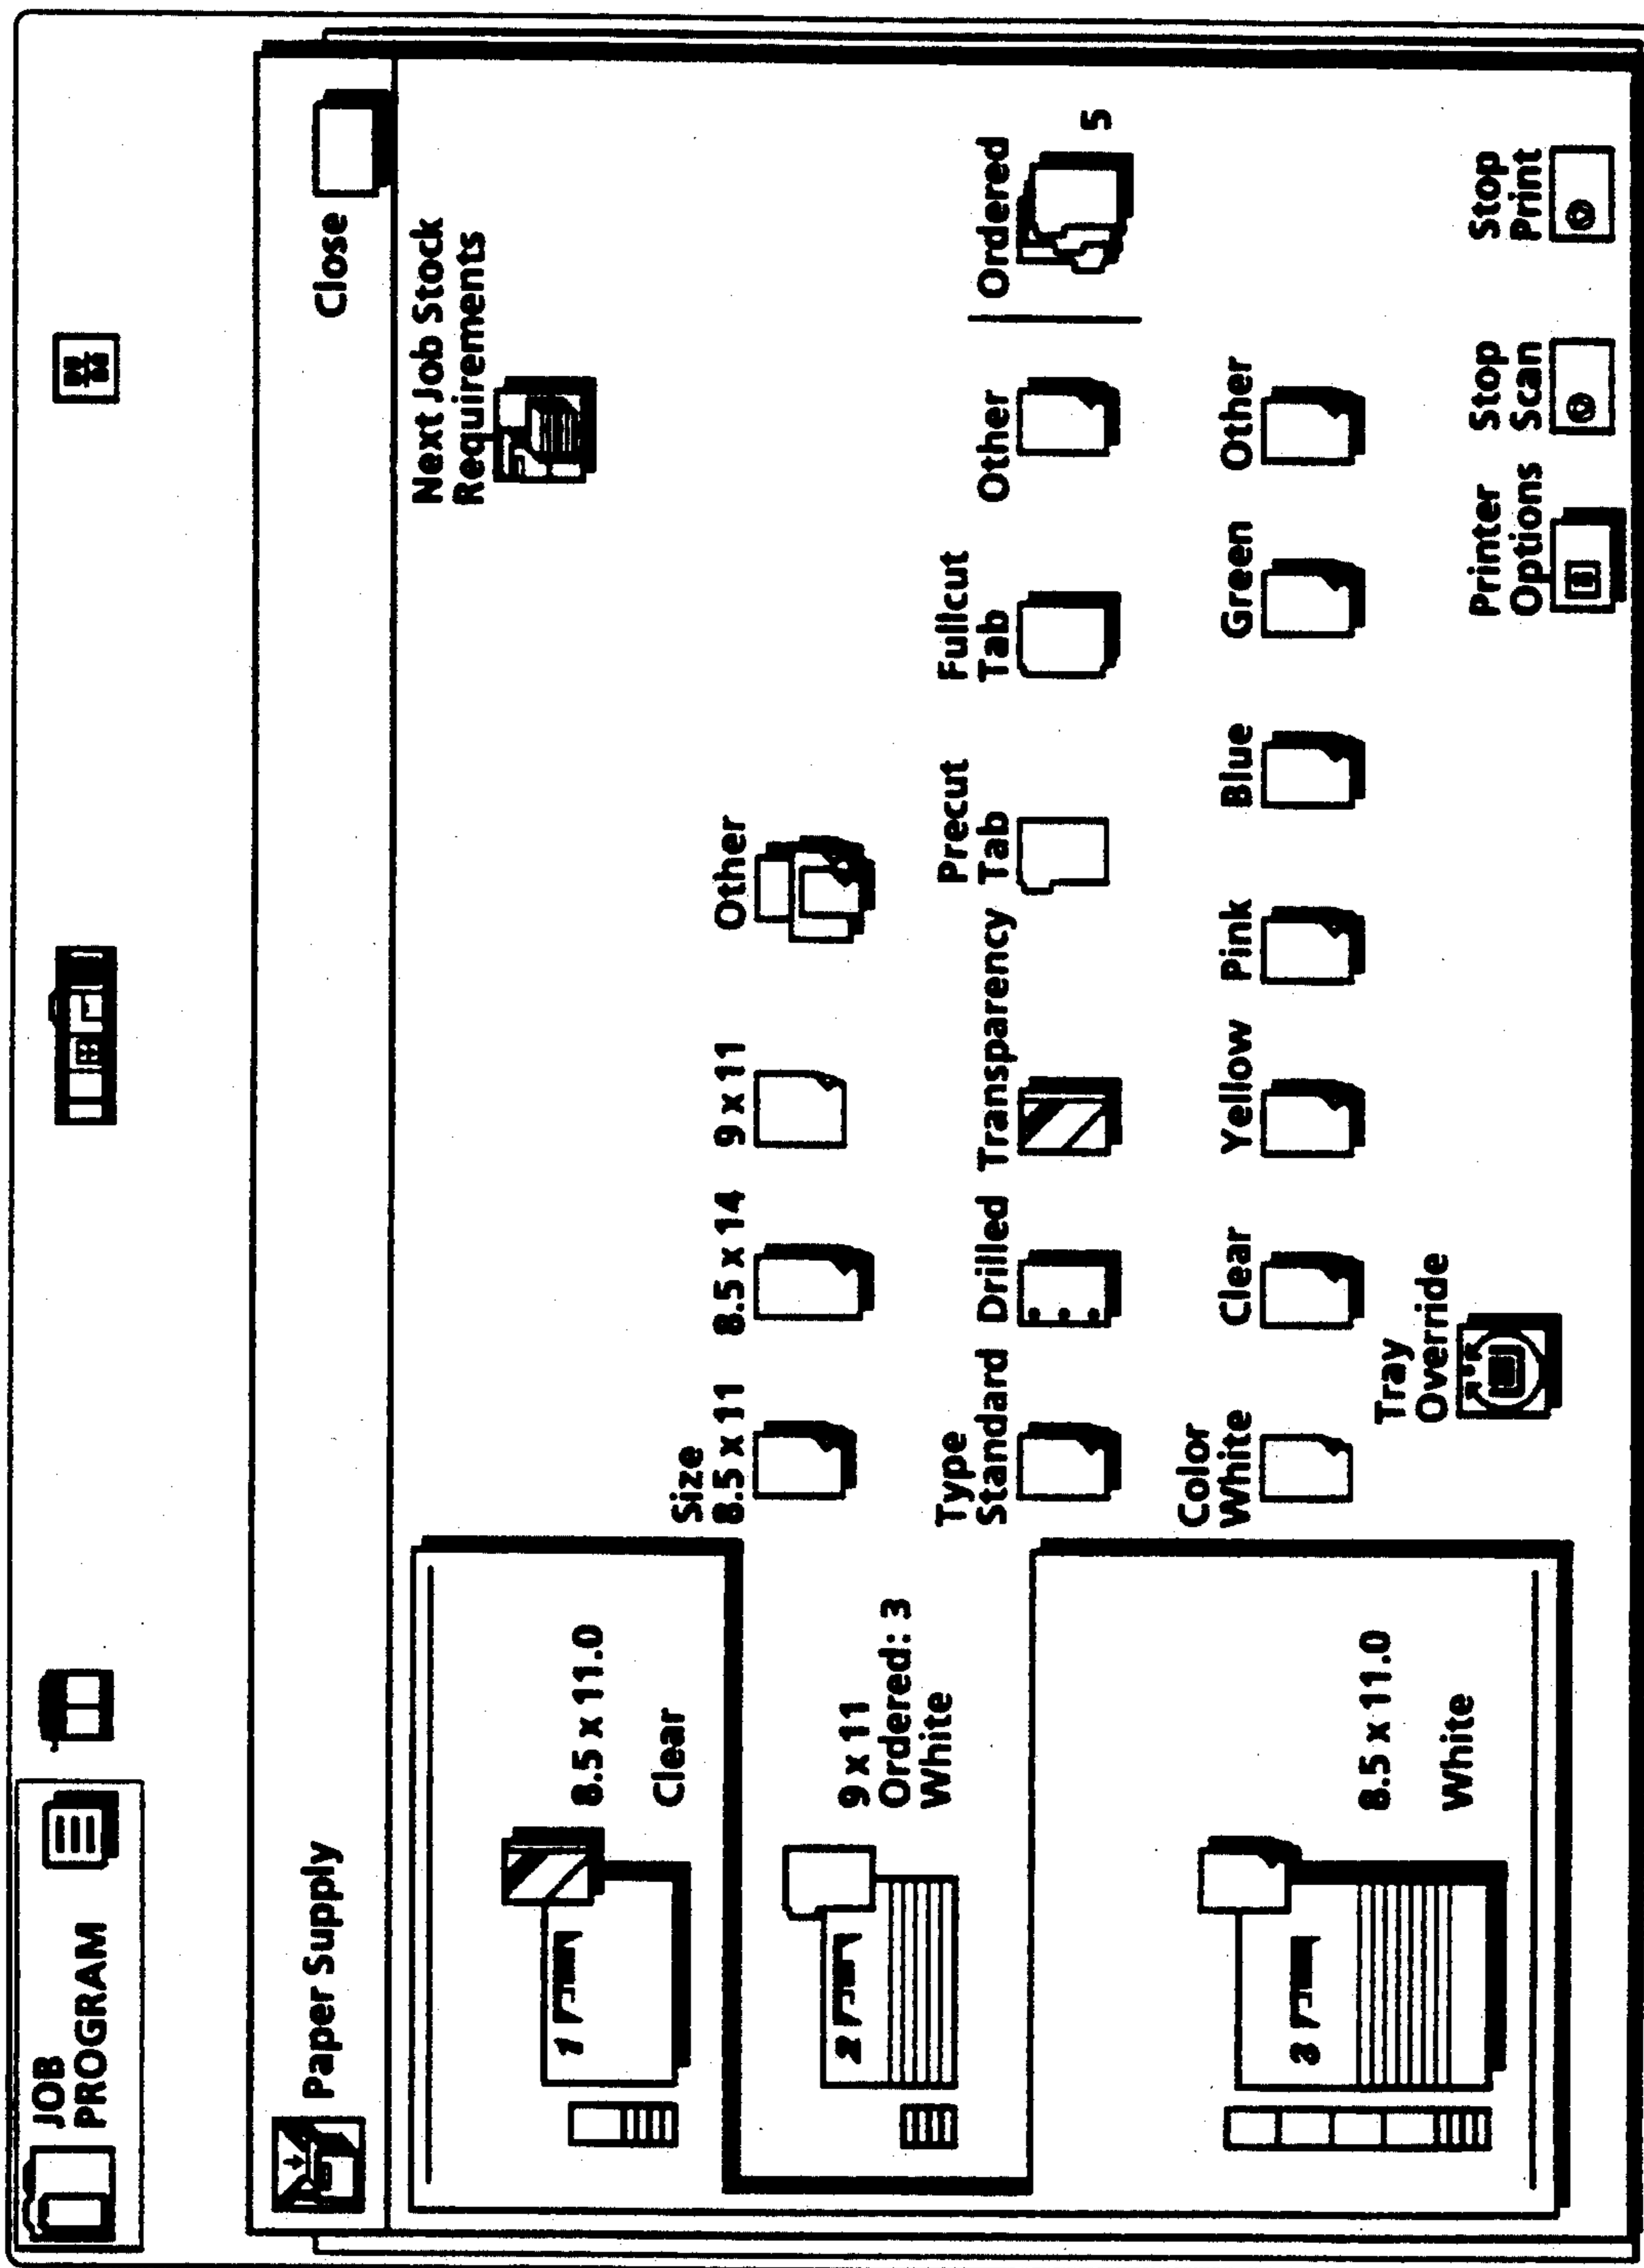 JOB
PROGRAM
Paper Supply
Close
Next Job Stock
Requirements
1
8.5 x 11.0
Clear
2
9 x 11
Ordered: 3
White
3
8.5 x 11.0
White
Size
8.5 x 11 8.5 x 14 9 x 11 Other
Type
Standard Drilled Transparency
Precut
Tab
Fullcut
Tab
Other
Ordered
5
Color
White Clear Yellow Pink Blue Green Other
Tray
Override
Printer
Options
Stop
Scan
Stop
Print